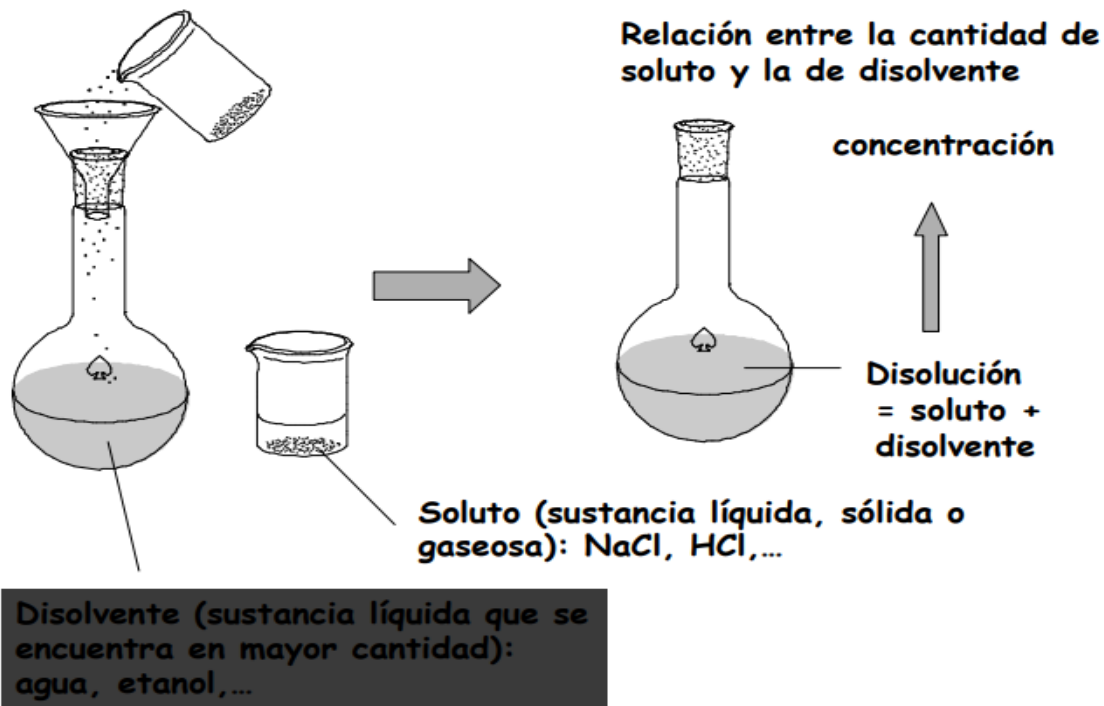 Relación entre la cantidad de
soluto y la de disolvente
concentración
Disolución
= soluto +
disolvente
Soluto (sustancia líquida, sólida o
gaseosa): NaCl, HCl,...
Disolvente (sustancia líquida que se
encuentra en mayor cantidad):
agua, etanol,...